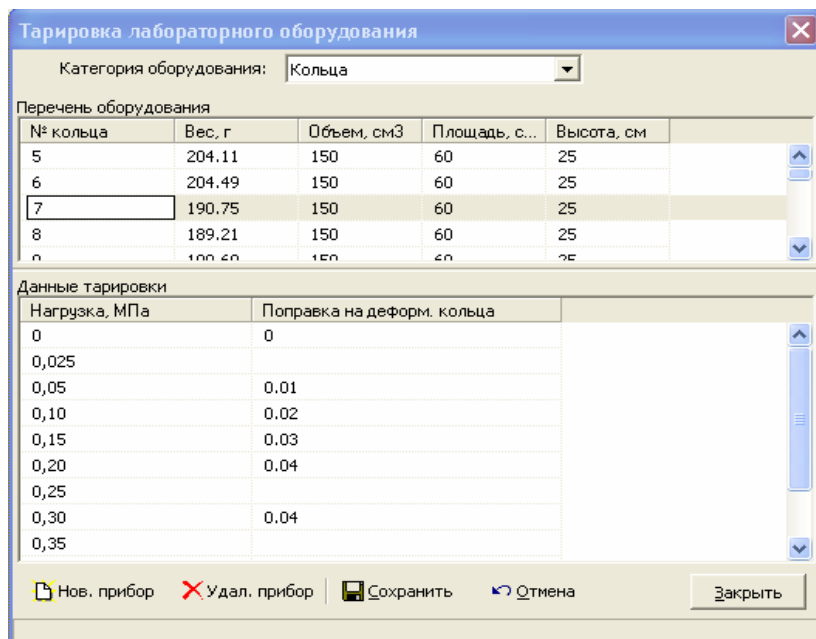 Тарировка лабораторного оборудования
Категория оборудования: Кольца
Перечень оборудования
№ кольца Вес, г Объем, см3 Площадь, с... Высота, см
5 204.11 150 60 25
6 204.49 150 60 25
7 190.75 150 60 25
8 189.21 150 60 25
Данные тарировки
Нагрузка, МПа Поправка на деформ. кольца
0 0
0,025
0,05 0.01
0,10 0.02
0,15 0.03
0,20 0.04
0,25
0,30 0.04
0,35
Нов. прибор Удал. прибор Сохранить Отмена Закрыть